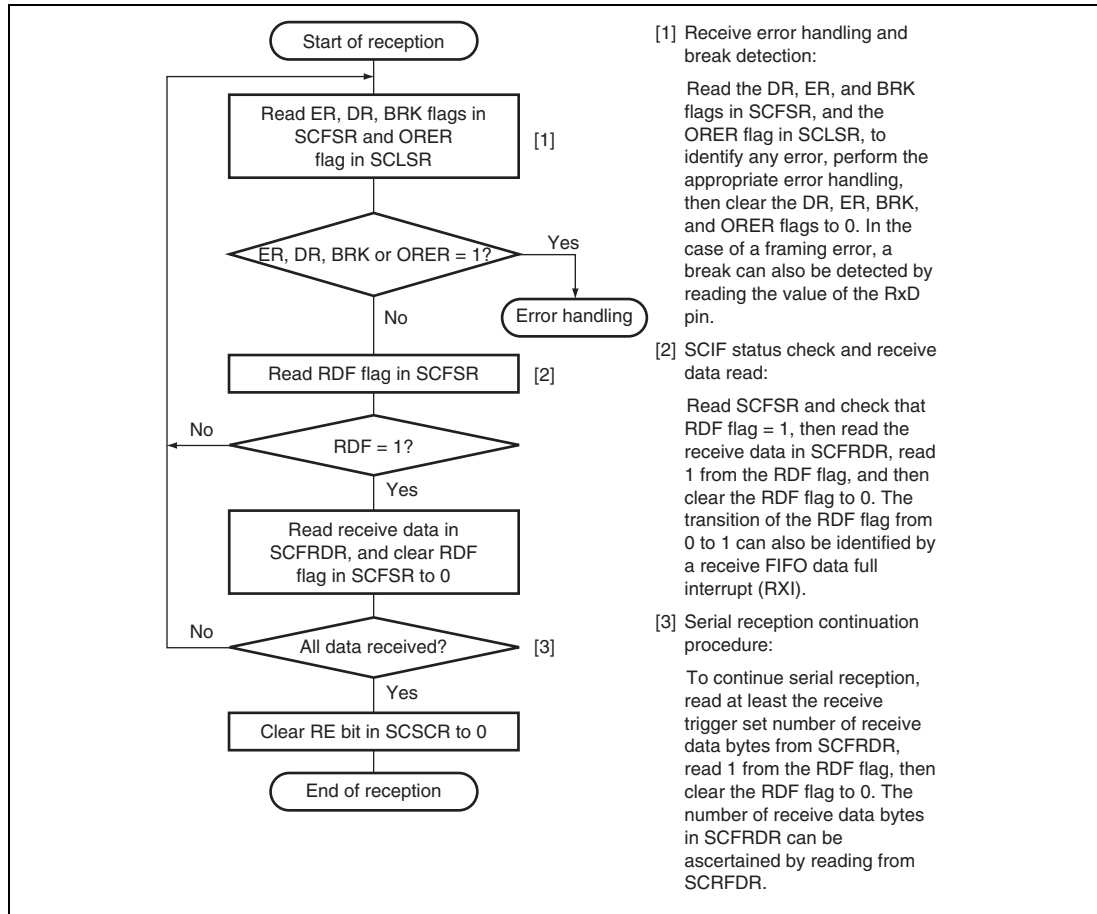 Start of reception
Read ER, DR, BRK flags in
SCFSR and ORER
flag in SCLSR
[1]
ER, DR, BRK or ORER = 1?
Yes
Error handling
No
Read RDF flag in SCFSR
[2]
No
RDF = 1?
Yes
Read receive data in
SCFRDR, and clear RDF
flag in SCFSR to 0
No
All data received?
[3]
Yes
Clear RE bit in SCSCR to 0
End of reception
[1] Receive error handling and
break detection:
Read the DR, ER, and BRK
flags in SCFSR, and the
ORER flag in SCLSR, to
identify any error, perform the
appropriate error handling,
then clear the DR, ER, BRK,
and ORER flags to 0. In the
case of a framing error, a
break can also be detected by
reading the value of the RxD
pin.
[2] SCIF status check and receive
data read:
Read SCFSR and check that
RDF flag = 1, then read the
receive data in SCFRDR, read
1 from the RDF flag, and then
clear the RDF flag to 0. The
transition of the RDF flag from
0 to 1 can also be identified by
a receive FIFO data full
interrupt (RXI).
[3] Serial reception continuation
procedure:
To continue serial reception,
read at least the receive
trigger set number of receive
data bytes from SCFRDR,
read 1 from the RDF flag, then
clear the RDF flag to 0. The
number of receive data bytes
in SCFRDR can be
ascertained by reading from
SCRFDR.